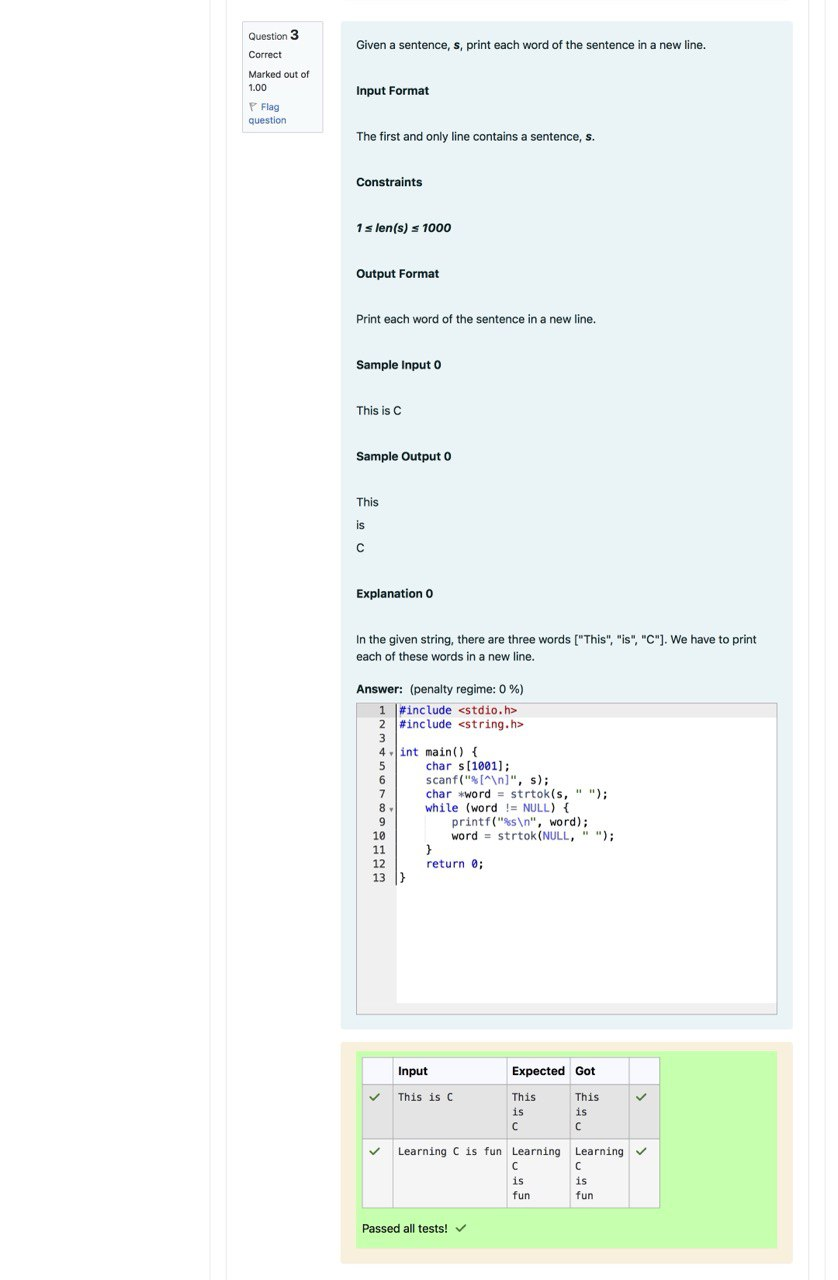 Question 3
Correct
Marked out of
1.00
Flag
question
Given a sentence, s, print each word of the sentence in a new line.
Input Format
The first and only line contains a sentence, s.
Constraints
1 ≤ len(s) ≤ 1000
Output Format
Print each word of the sentence in a new line.
Sample Input 0
This is C
Sample Output 0
This
is
C
Explanation 0
In the given string, there are three words ["This", "is", "C"]. We have to print
each of these words in a new line.
Answer: (penalty regime: 0 %)
1 #include <stdio.h>
2 #include <string.h>
3
4 int main() {
5     char s[1001];
6     scanf("%[^\n]", s);
7     char *word = strtok(s, " ");
8     while (word != NULL) {
9         printf("%s\n", word);
10         word = strtok(NULL, " ");
11     }
12     return 0;
13 }
Input Expected Got
This is C This This
is is
C C
Learning C is fun Learning Learning
C C
is is
fun fun
Passed all tests!